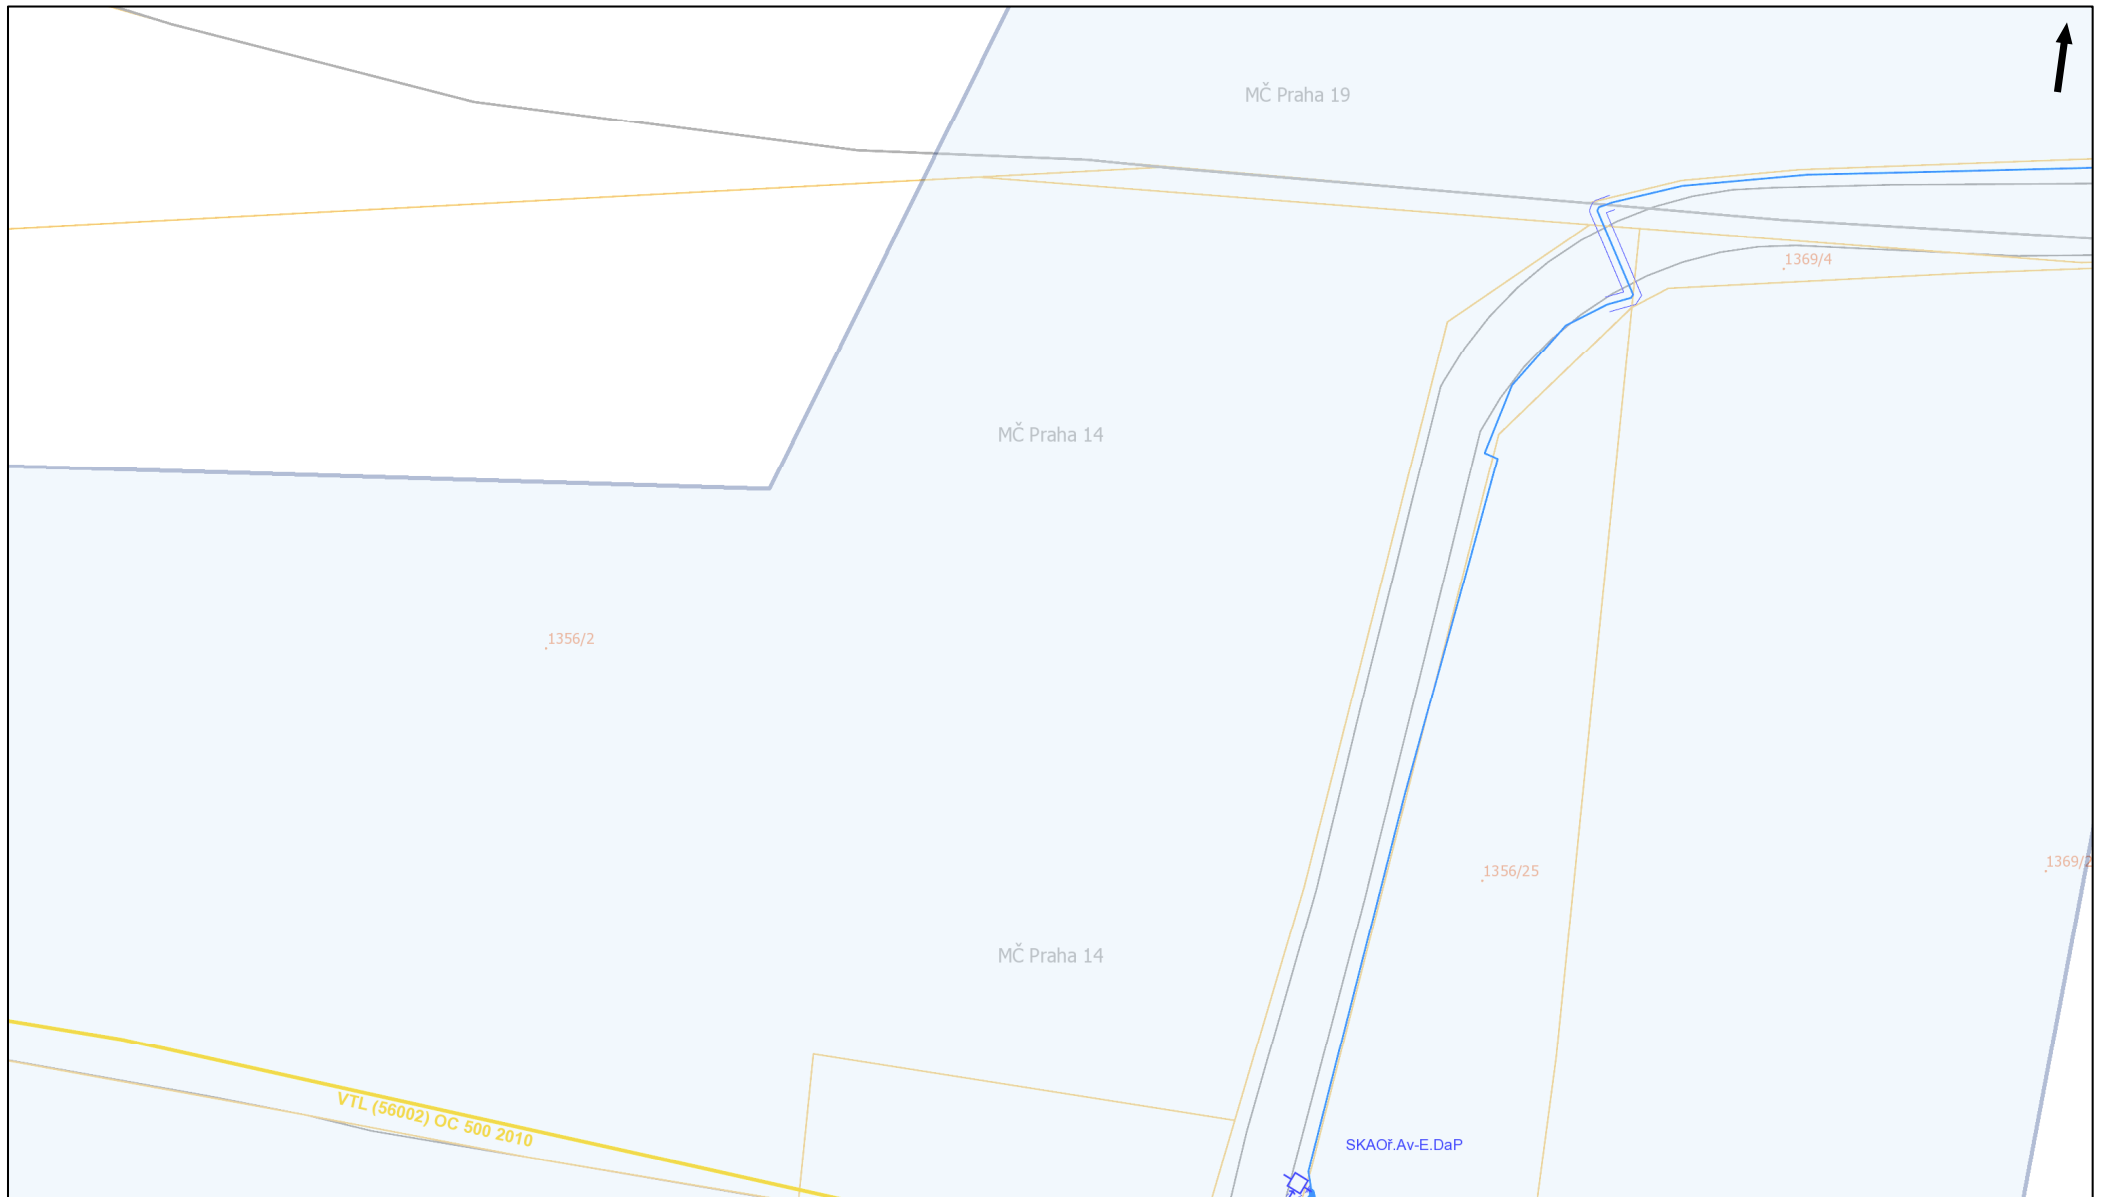 MČ Praha 19
1369/4
MČ Praha 14
1356/2
1356/25
MČ Praha 14
VTL (56002) OC 500 2010
SKAOř.Av-E.DaP